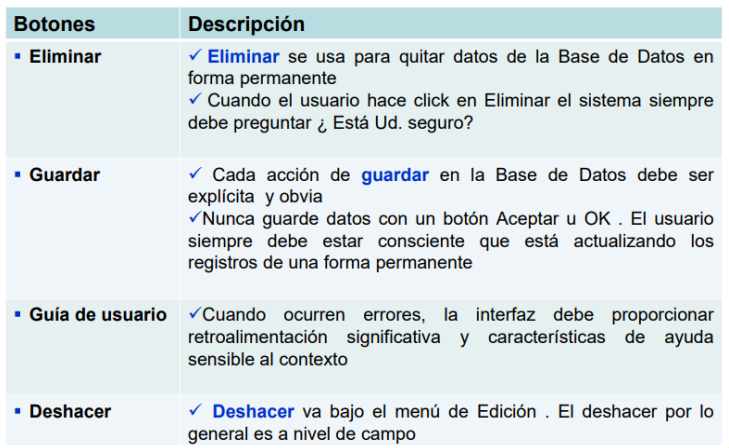 Botones Descripción
▪ Eliminar ✓ Eliminar se usa para quitar datos de la Base de Datos en
forma permanente
✓ Cuando el usuario hace click en Eliminar el sistema siempre
debe preguntar ¿ Está Ud. seguro?
▪ Guardar ✓ Cada acción de guardar en la Base de Datos debe ser
explícita y obvia
✓Nunca guarde datos con un botón Aceptar u OK . El usuario
siempre debe estar consciente que está actualizando los
registros de una forma permanente
▪ Guía de usuario ✓Cuando ocurren errores, la interfaz debe proporcionar
retroalimentación significativa y características de ayuda
sensible al contexto
▪ Deshacer ✓ Deshacer va bajo el menú de Edición . El deshacer por lo
general es a nivel de campo